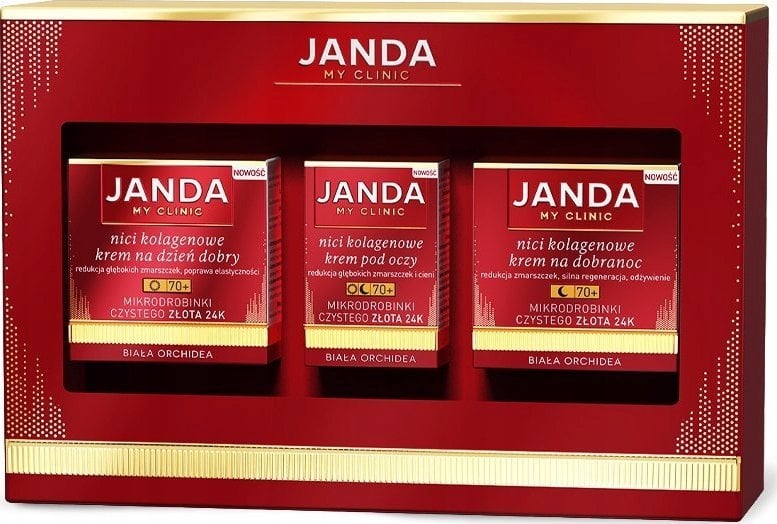 JANDA
MY CLINIC
NOWOŚĆ
JANDA
MY CLINIC
nici kolagenowe
krem na dzień dobry
redukcja głębokich zmarszczek, poprawa elastyczności
70+
MIKRODROBINKI
CZYSTEGO ZŁOTA 24K
BIAŁA ORCHIDEA
NOWOŚĆ
JANDA
MY CLINIC
nici kolagenowe
krem pod oczy
redukcja głębokich zmarszczek i cieni
70+
MIKRODROBINKI
CZYSTEGO ZŁOTA 24K
BIAŁA ORCHIDEA
NOWOŚĆ
JANDA
MY CLINIC
nici kolagenowe
krem na dobranoc
redukcja zmarszczek, silna regeneracja, odżywienie
70+
MIKRODROBINKI
CZYSTEGO ZŁOTA 24K
BIAŁA ORCHIDEA